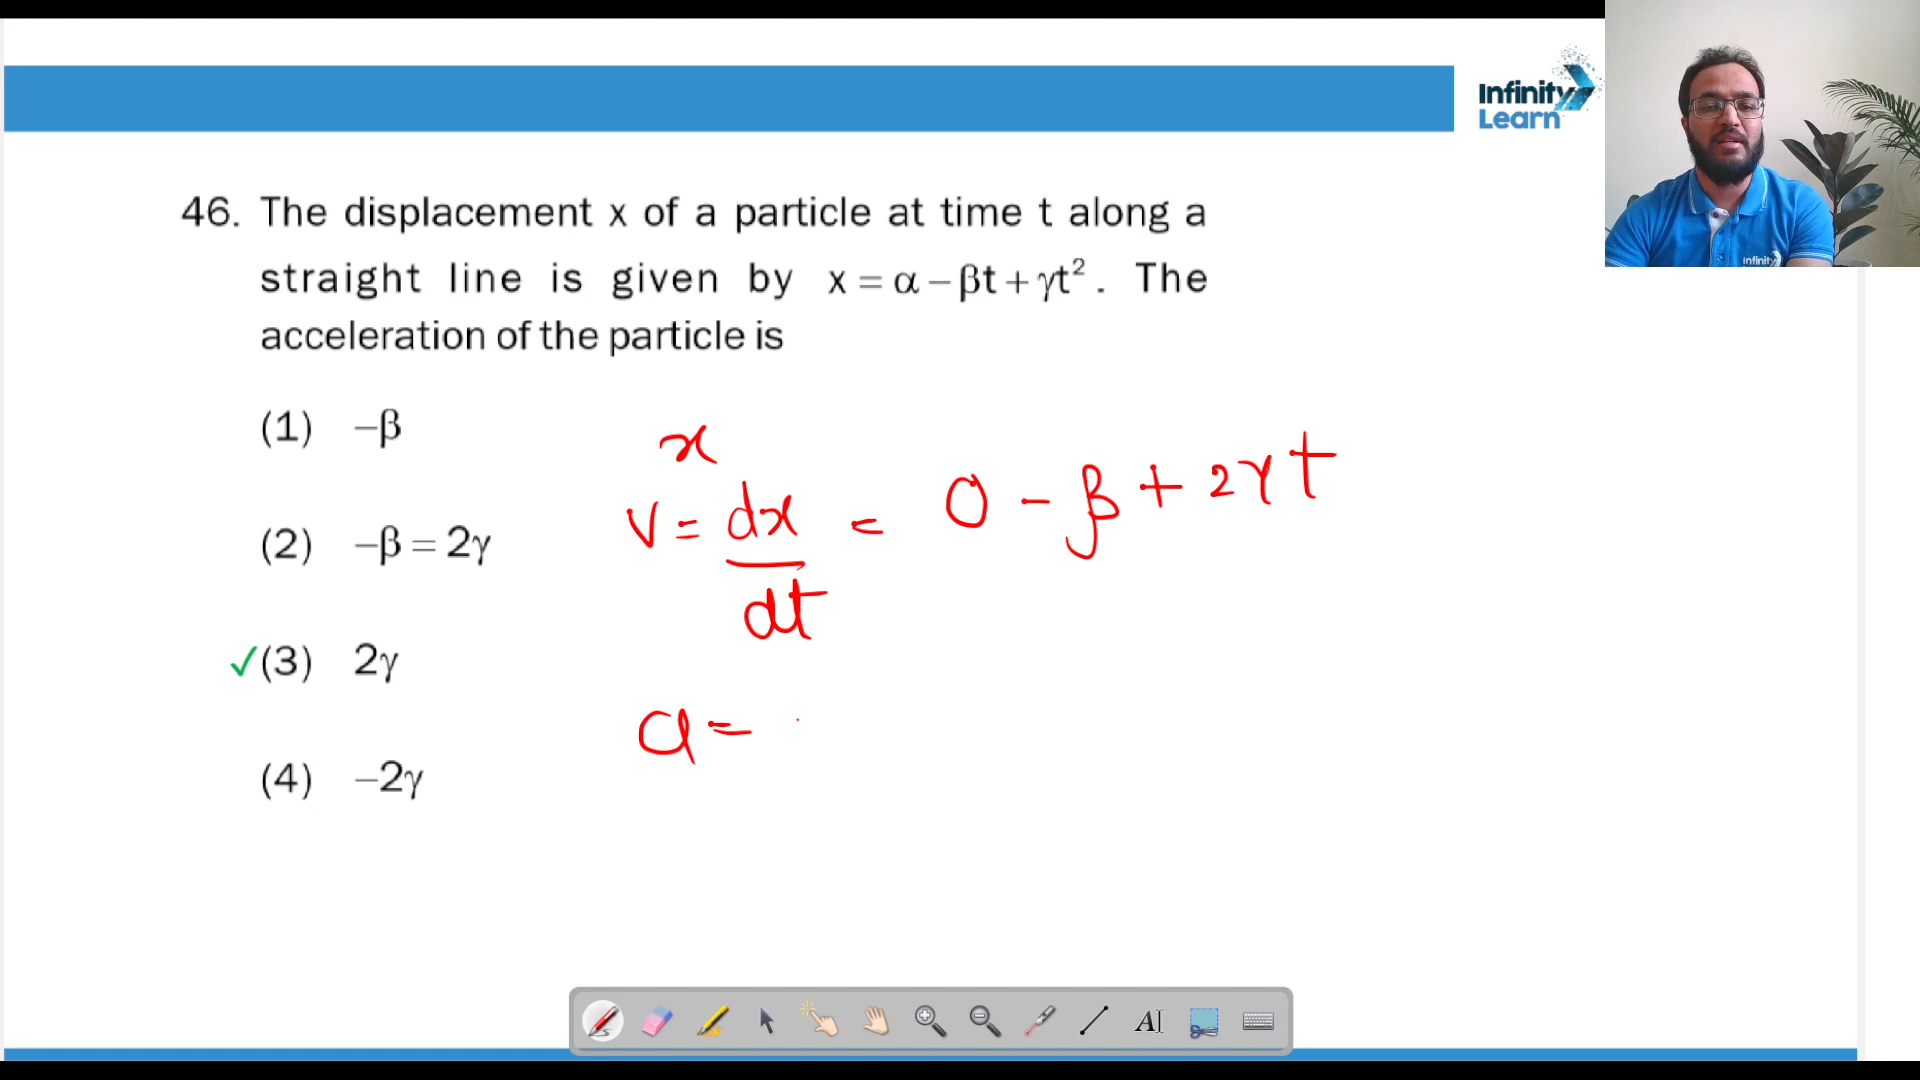 Infinity
Learn
infinity
46. The displacement x of a particle at time t along a
straight line is given by x = α – βt + γt². The
acceleration of the particle is
(1) –β
(2) –β = 2γ
✓(3) 2γ
(4) –2γ
x
v = dx/dt = 0 - β + 2γt
a =
A